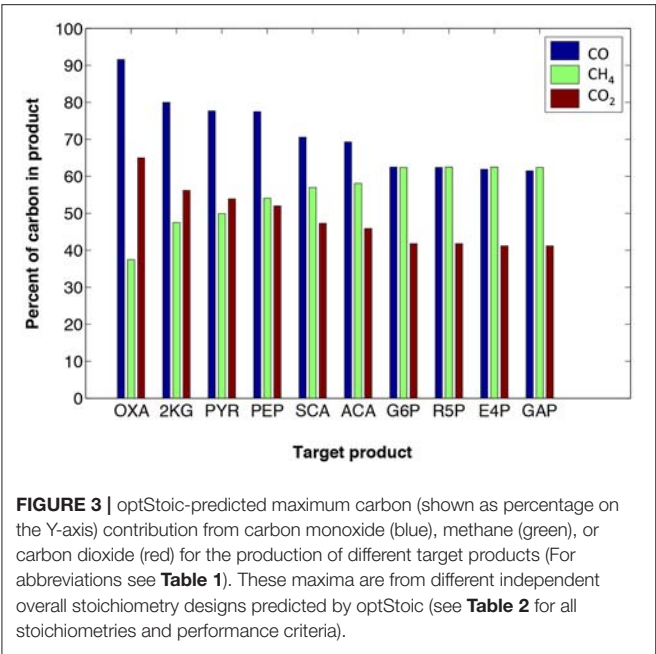 100
90
80
70
60
50
40
30
20
10
0
Percent of carbon in product
CO
CH₄
CO₂
OXA 2KG PYR PEP SCA ACA G6P R5P E4P GAP
Target product
FIGURE 3 | optStoic-predicted maximum carbon (shown as percentage on
the Y-axis) contribution from carbon monoxide (blue), methane (green), or
carbon dioxide (red) for the production of different target products (For
abbreviations see Table 1). These maxima are from different independent
overall stoichiometry designs predicted by optStoic (see Table 2 for all
stoichiometries and performance criteria).